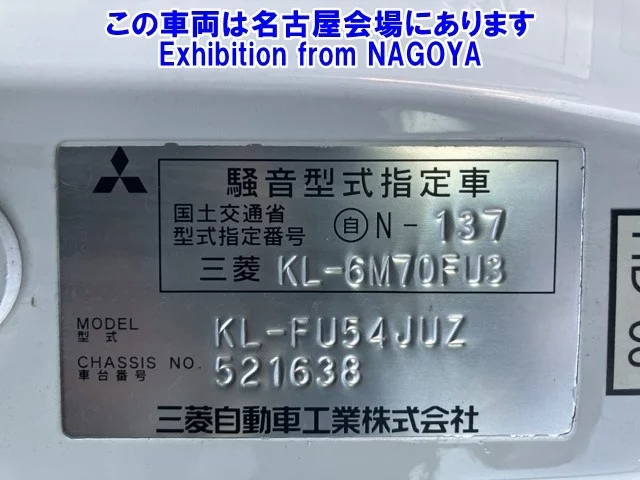 この車両は名古屋会場にあります
Exhibition from NAGOYA
騒音型式指定車
国土交通省
型式指定番号 自 N- 137
三菱 KL-6M70FU3
MODEL
型式 KL-FU54JUZ
CHASSIS NO.
車台番号 521638
三菱自動車工業株式会社